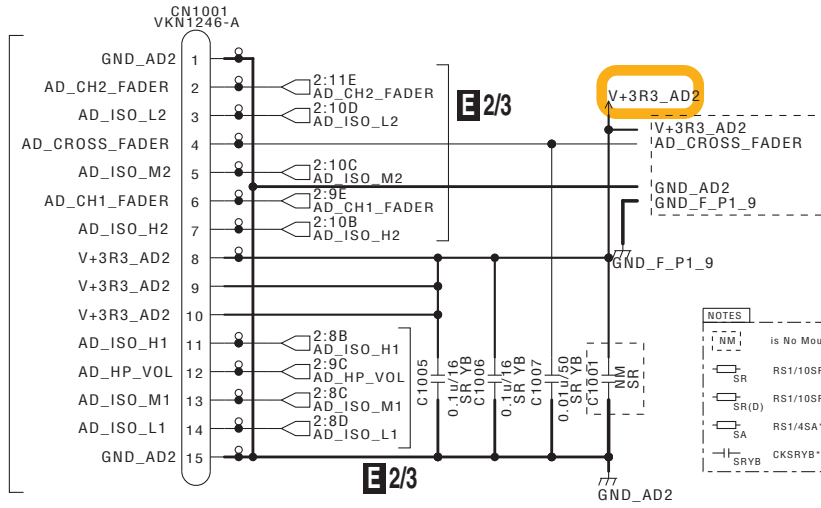 CN1001
VKN1246-A
GND_AD2 1
AD_CH2_FADER 2 2:11E
AD_CH2_FADER
AD_ISO_L2 3 2:10D
AD_ISO_L2
AD_CROSS_FADER 4
AD_ISO_M2 5 2:10C
AD_ISO_M2
AD_CH1_FADER 6 2:9E
AD_CH1_FADER
AD_ISO_H2 7 2:10B
AD_ISO_H2
V+3R3_AD2 8
V+3R3_AD2 9
V+3R3_AD2 10
AD_ISO_H1 11 2:8B
AD_ISO_H1
AD_HP_VOL 12 2:9C
AD_HP_VOL
AD_ISO_M1 13 2:8C
AD_ISO_M1
AD_ISO_L1 14 2:8D
AD_ISO_L1
GND_AD2 15
E 2/3
E 2/3
V+3R3_AD2
V+3R3_AD2
AD_CROSS_FADER
GND_AD2
GND_F_P1_9
GND_F_P1_9
C1005
0.1u/16
SR YB
C1006
0.1u/16
SR YB
C1007
0.01u/50
SR YB
C1001
NM
SR
GND_AD2
NOTES
NM is No Mou
SR RS1/10SR
SR(D) RS1/10SR
SA RS1/4SA*
SRYB CKSRYB*